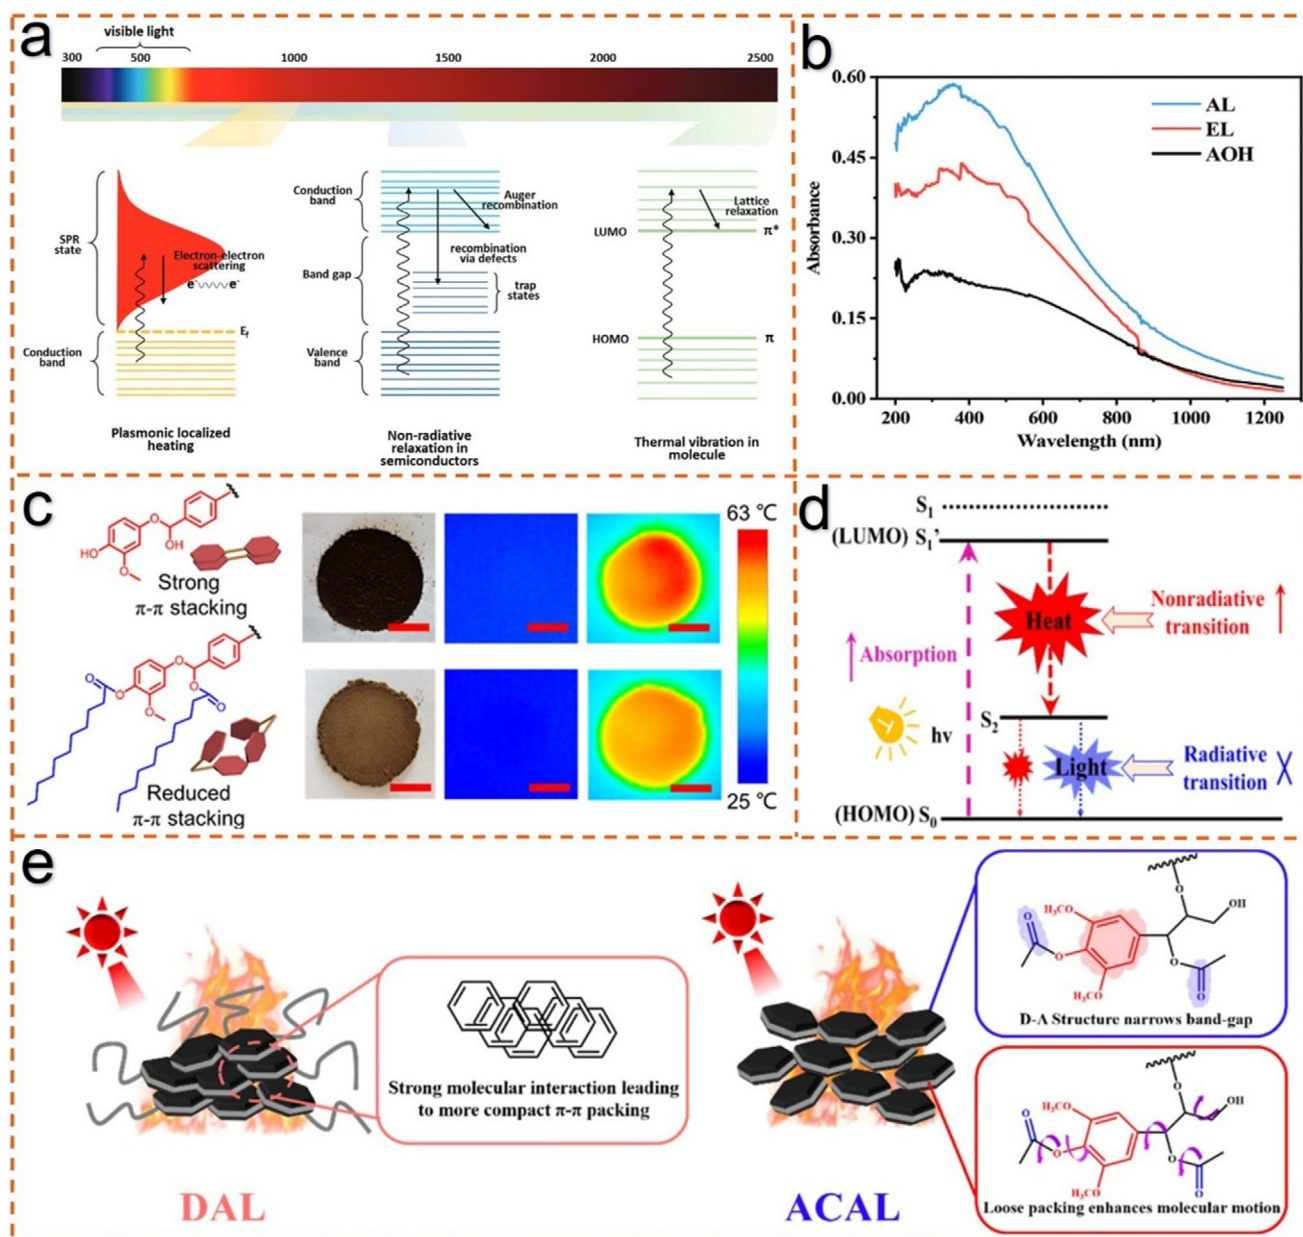 a
visible light
300 500 1000 1500 2000 2500
SPR
state
Electron-electron
scattering
e⁻ e⁻
E_f
Conduction
band
Plasmonic localized
heating
Conduction
band
Auger
recombination
Band gap
recombination
via defects
trap
states
Valence
band
Non-radiative
relaxation in
semiconductors
Lattice
relaxation
LUMO π*
HOMO π
Thermal vibration in
molecule
b
0.60
0.45
0.30
0.15
0.00
Absorbance
AL
EL
AOH
200 400 600 800 1000 1200
Wavelength (nm)
c
O
OH
HO
O
Strong
π-π stacking
O
O
O
O
O
O
Reduced
π-π stacking
63 ℃
25 ℃
d
S₁
(LUMO) S₁'
Heat
Nonradiative
transition
Absorption
hv
S₂
Light
Radiative
transition
(HOMO) S₀
e
Strong molecular interaction leading
to more compact π-π packing
DAL
ACAL
O
OH
H₃CO
O
O
O
O
H₃CO
D-A Structure narrows band-gap
O
OH
H₃CO
O
O
O
O
H₃CO
Loose packing enhances molecular motion